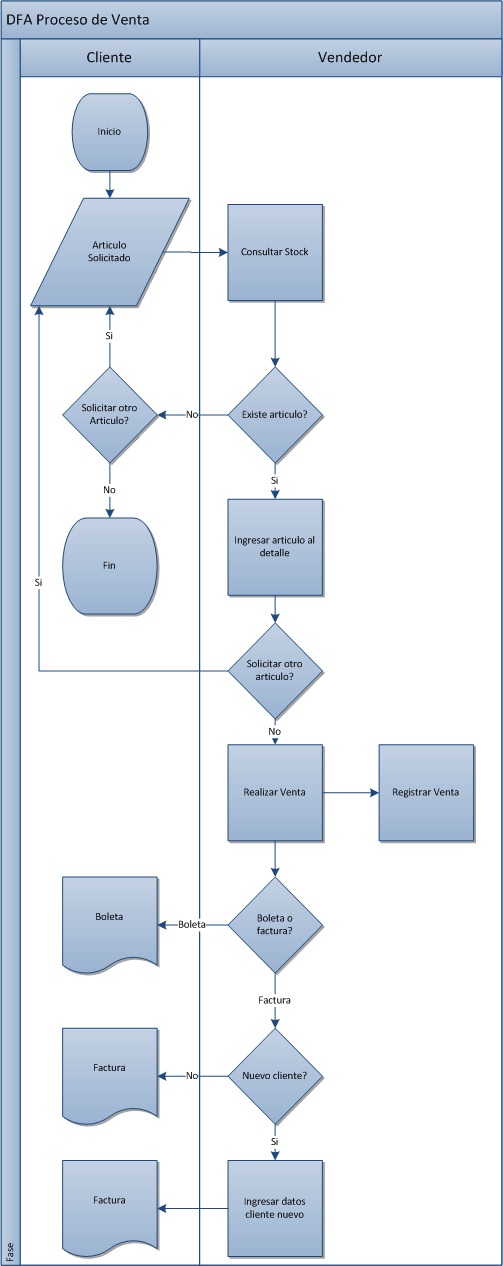 DFA Proceso de Venta
Cliente
Vendedor
Inicio
Articulo
Solicitado
Consultar Stock
Si
Solicitar otro
Articulo?
No
Existe articulo?
No
Si
Fin
Ingresar articulo al
detalle
Si
Solicitar otro
articulo?
No
Realizar Venta
Registrar Venta
Boleta
Boleta
Boleta o
factura?
Factura
Factura
No
Nuevo cliente?
Si
Factura
Ingresar datos
cliente nuevo
Fase